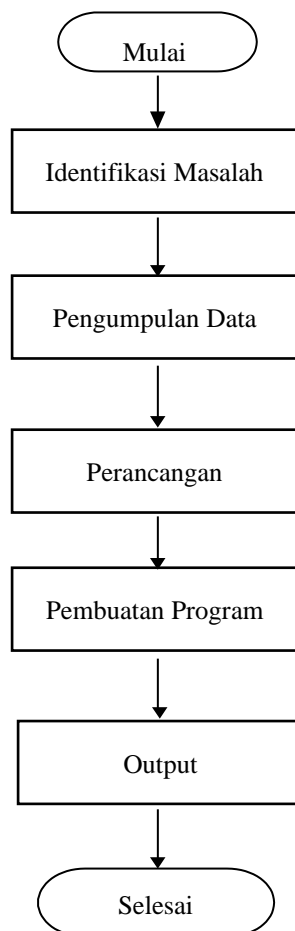 Mulai
Identifikasi Masalah
Pengumpulan Data
Perancangan
Pembuatan Program
Output
Selesai